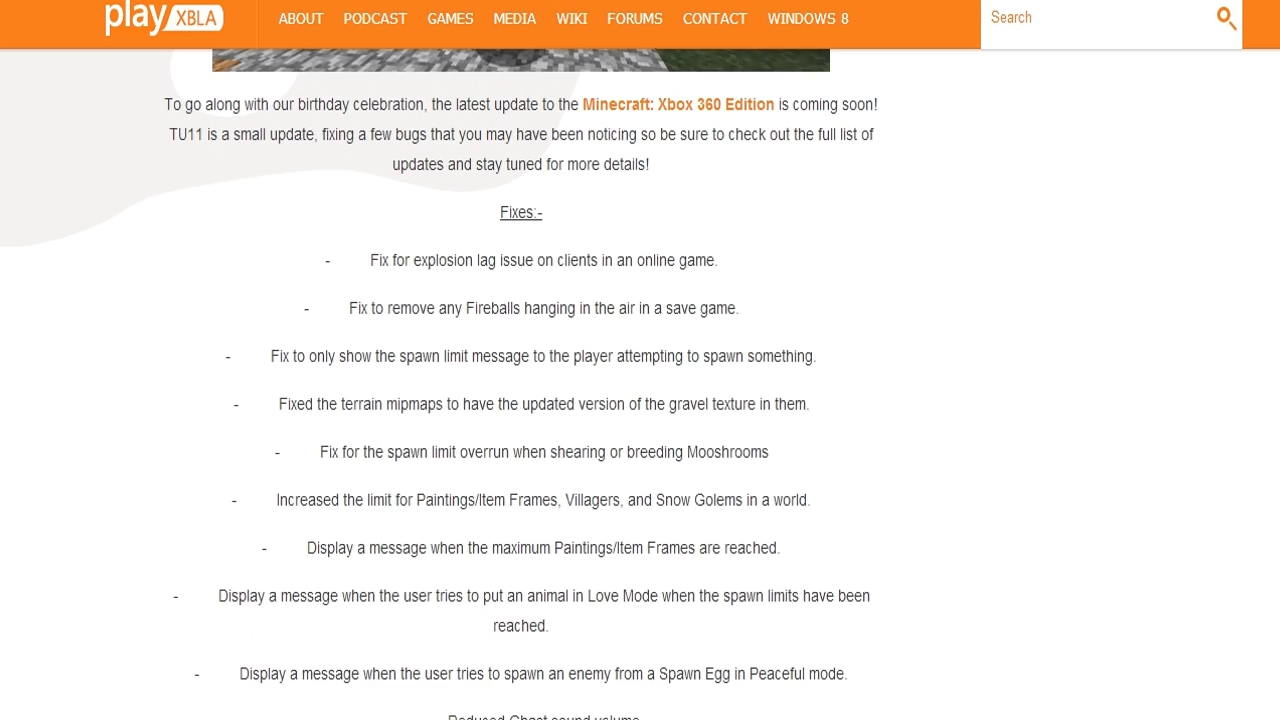 play XBLA
ABOUT PODCAST GAMES MEDIA WIKI FORUMS CONTACT WINDOWS 8
Search
To go along with our birthday celebration, the latest update to the Minecraft: Xbox 360 Edition is coming soon!
TU11 is a small update, fixing a few bugs that you may have been noticing so be sure to check out the full list of
updates and stay tuned for more details!
Fixes:-
- Fix for explosion lag issue on clients in an online game.
- Fix to remove any Fireballs hanging in the air in a save game.
- Fix to only show the spawn limit message to the player attempting to spawn something.
- Fixed the terrain mipmaps to have the updated version of the gravel texture in them.
- Fix for the spawn limit overrun when shearing or breeding Mooshrooms
- Increased the limit for Paintings/Item Frames, Villagers, and Snow Golems in a world.
- Display a message when the maximum Paintings/Item Frames are reached.
- Display a message when the user tries to put an animal in Love Mode when the spawn limits have been
reached.
- Display a message when the user tries to spawn an enemy from a Spawn Egg in Peaceful mode.
Reduced Ghast sound volume